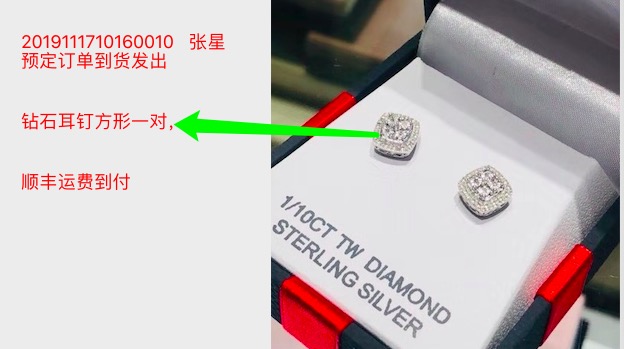 2019111710160010 张星
预定订单到货发出
钻石耳钉方形一对，
顺丰运费到付
1/10CT TW DIAMOND
STERLING SILVER